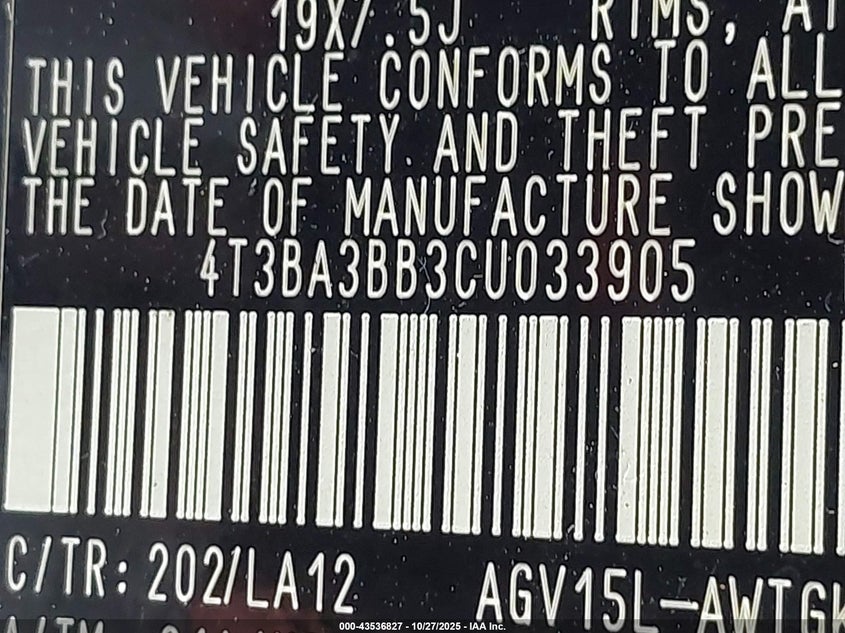 19X7.5J RIMS, AT
THIS VEHICLE CONFORMS TO ALL
VEHICLE SAFETY, AND THEFT PRE
THE DATE OF MANUFACTURE SHOW
4T3BA3BB3CU033905
C/TR: 202/LA12 AGV15L-AWTGK
000-43536827 - 10/27/2025 - IAA Inc.